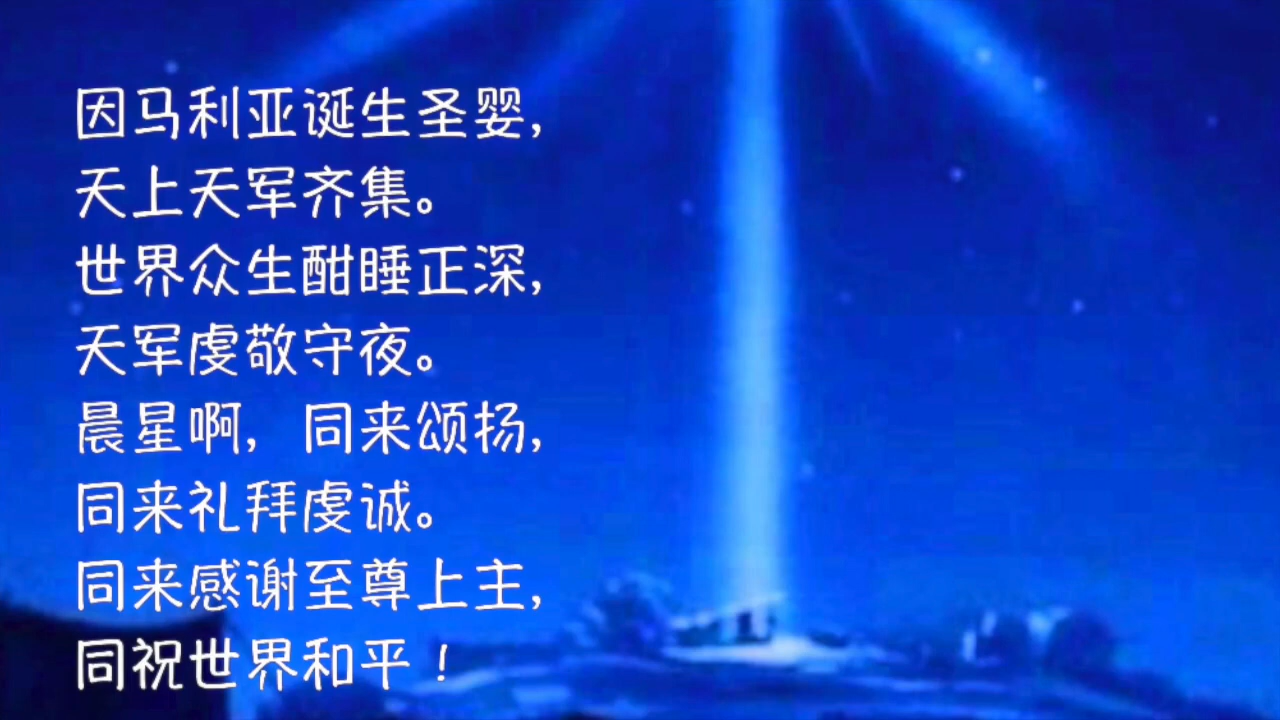 因马利亚诞生圣婴，
天上天军齐集。
世界众生酣睡正深，
天军虔敬守夜。
晨星啊，同来颂扬，
同来礼拜虔诚。
同来感谢至尊上主，
同祝世界和平！